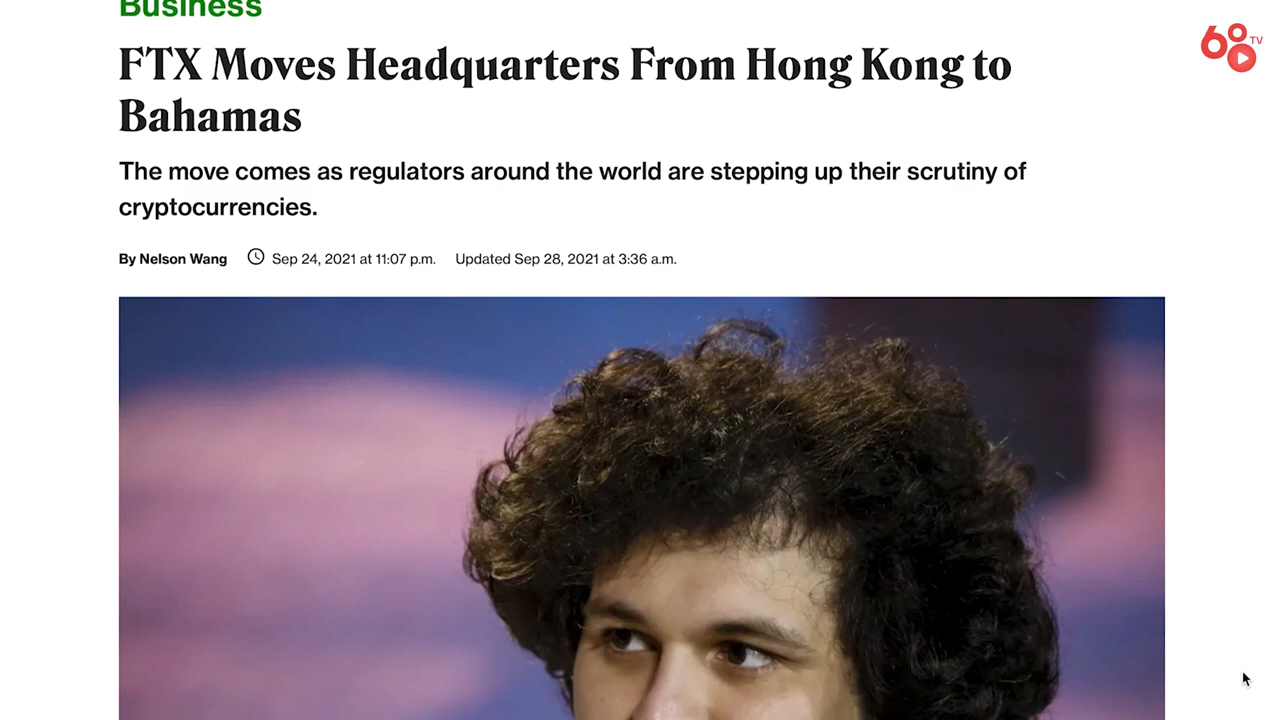 Business
FTX Moves Headquarters From Hong Kong to
Bahamas
The move comes as regulators around the world are stepping up their scrutiny of
cryptocurrencies.
By Nelson Wang Sep 24, 2021 at 11:07 p.m. Updated Sep 28, 2021 at 3:36 a.m.
60 TV